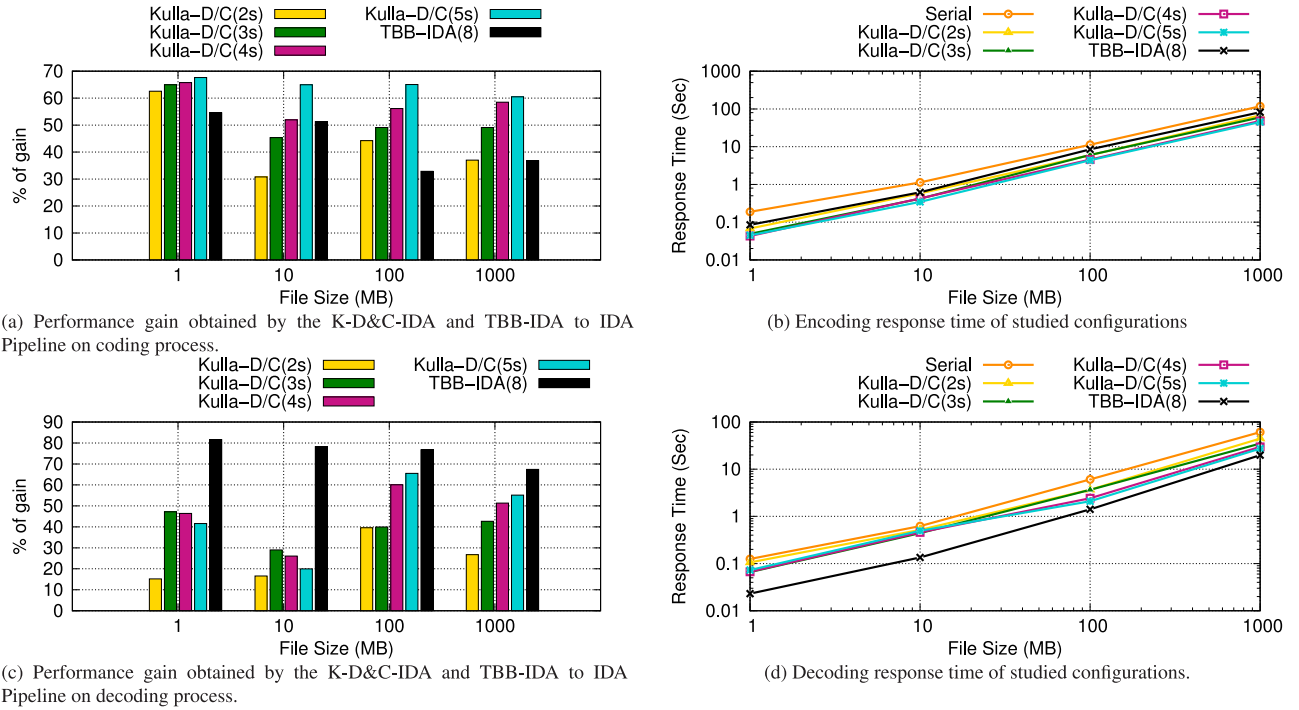 Kulla-D/C(2s)
Kulla-D/C(3s)
Kulla-D/C(4s)
Kulla-D/C(5s)
TBB-IDA(8)
% of gain
70
60
50
40
30
20
10
0
1 10 100 1000
File Size (MB)
(a) Performance gain obtained by the K-D&C-IDA and TBB-IDA to IDA
Pipeline on coding process.
Serial
Kulla-D/C(2s)
Kulla-D/C(3s)
Kulla-D/C(4s)
Kulla-D/C(5s)
TBB-IDA(8)
Response Time (Sec)
1000
100
10
1
0.1
0.01
1 10 100 1000
File Size (MB)
(b) Encoding response time of studied configurations
Kulla-D/C(2s)
Kulla-D/C(3s)
Kulla-D/C(4s)
Kulla-D/C(5s)
TBB-IDA(8)
% of gain
90
80
70
60
50
40
30
20
10
0
1 10 100 1000
File Size (MB)
(c) Performance gain obtained by the K-D&C-IDA and TBB-IDA to IDA
Pipeline on decoding process.
Serial
Kulla-D/C(2s)
Kulla-D/C(3s)
Kulla-D/C(4s)
Kulla-D/C(5s)
TBB-IDA(8)
Response Time (Sec)
100
10
1
0.1
0.01
1 10 100 1000
File Size (MB)
(d) Decoding response time of studied configurations.